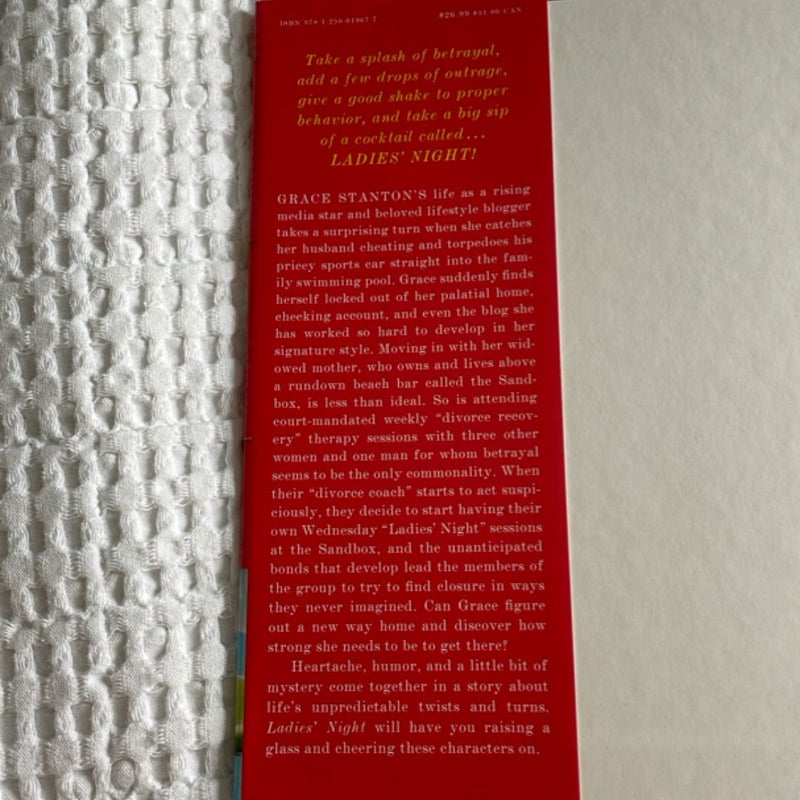 ISBN 978-1-250-01967-7 $26.99/$31.00 CAN
Take a splash of betrayal,
add a few drops of outrage,
give a good shake to proper
behavior, and take a big sip
of a cocktail called...
LADIES' NIGHT!
GRACE STANTON'S life as a rising
media star and beloved lifestyle blogger
takes a surprising turn when she catches
her husband cheating and torpedoes his
pricey sports car straight into the fam-
ily swimming pool. Grace suddenly finds
herself locked out of her palatial home,
checking account, and even the blog she
has worked so hard to develop in her
signature style. Moving in with her wid-
owed mother, who owns and lives above
a rundown beach bar called the Sand-
box, is less than ideal. So is attending
court-mandated weekly “divorce recov-
ery” therapy sessions with three other
women and one man for whom betrayal
seems to be the only commonality. When
their “divorce coach” starts to act suspi-
ciously, they decide to start having their
own Wednesday “Ladies' Night” sessions
at the Sandbox, and the unanticipated
bonds that develop lead the members of
the group to try to find closure in ways
they never imagined. Can Grace figure
out a new way home and discover how
strong she needs to be to get there?
Heartache, humor, and a little bit of
mystery come together in a story about
life's unpredictable twists and turns.
Ladies' Night will have you raising a
glass and cheering these characters on.